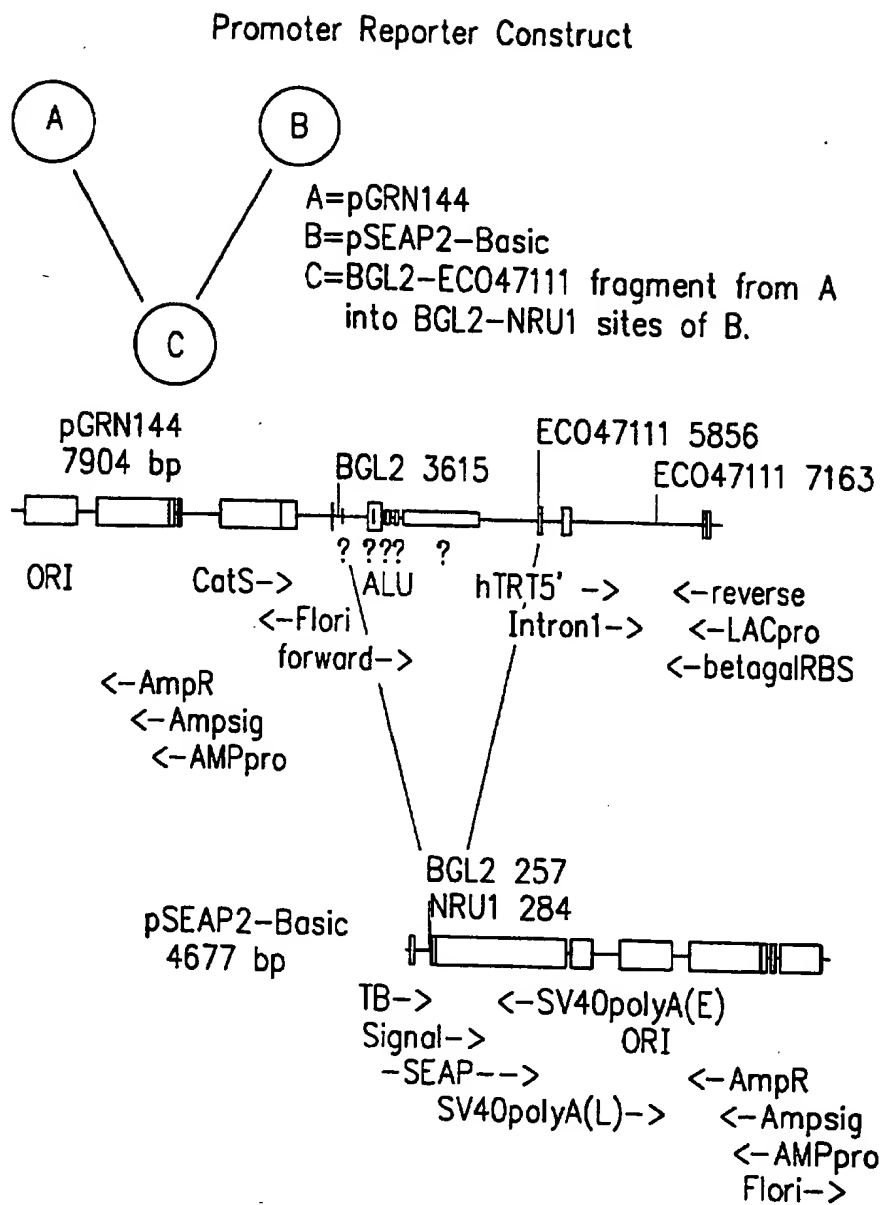 Promoter Reporter Construct
A
B
A=pGRN144
B=pSEAP2-Basic
C=BGL2-ECO47111 fragment from A
into BGL2-NRU1 sites of B.
C
pGRN144
7904 bp
BGL2 3615
ECO47111 5856
ECO47111 7163
? ??? ?
ORI
CatS->
ALU
hTRT5' ->
<-reverse
<-Flori
Intron1->
<-LACpro
forward->
<-betagalRBS
<-AmpR
<-Ampsig
<-AMPpro
BGL2 257
NRU1 284
pSEAP2-Basic
4677 bp
TB->
<-SV40polyA(E)
Signal->
ORI
-SEAP-->
<-AmpR
SV40polyA(L)->
<-Ampsig
<-AMPpro
Flori->